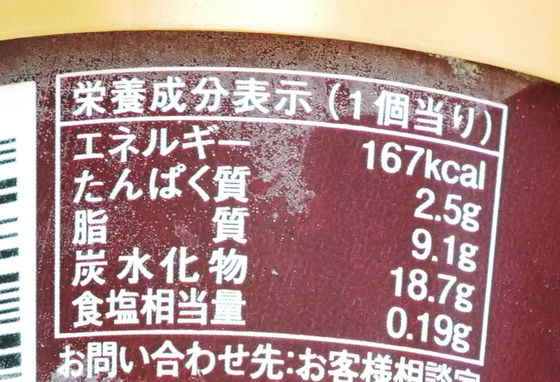 栄養成分表示(1個当り)
エネルギー 167kcal
たんぱく質 2.5g
脂質 9.1g
炭水化物 18.7g
食塩相当量 0.19g
お問い合わせ先:お客様相談室